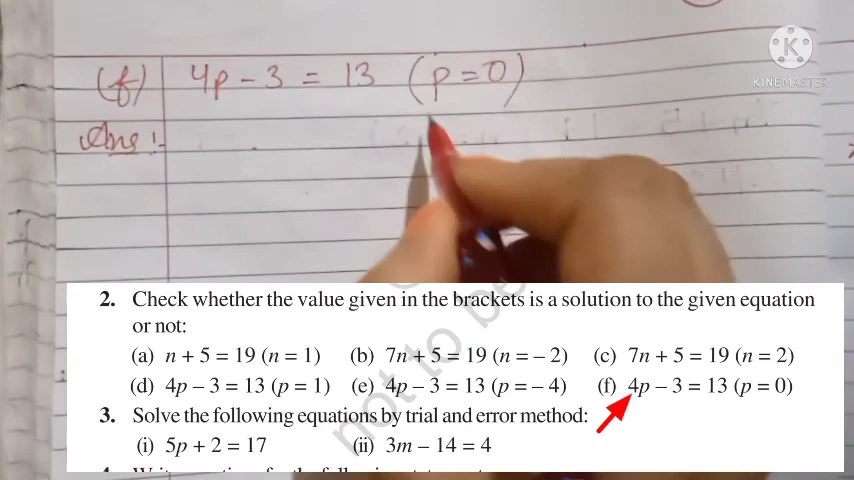 K
KINEMASTER
(f) 4p - 3 = 13 (p = 0)
Ans :-
not to be
2. Check whether the value given in the brackets is a solution to the given equation
or not:
(a) n + 5 = 19 (n = 1) (b) 7n + 5 = 19 (n = – 2) (c) 7n + 5 = 19 (n = 2)
(d) 4p – 3 = 13 (p = 1) (e) 4p – 3 = 13 (p = – 4) (f) 4p – 3 = 13 (p = 0)
3. Solve the following equations by trial and error method:
(i) 5p + 2 = 17 (ii) 3m – 14 = 4